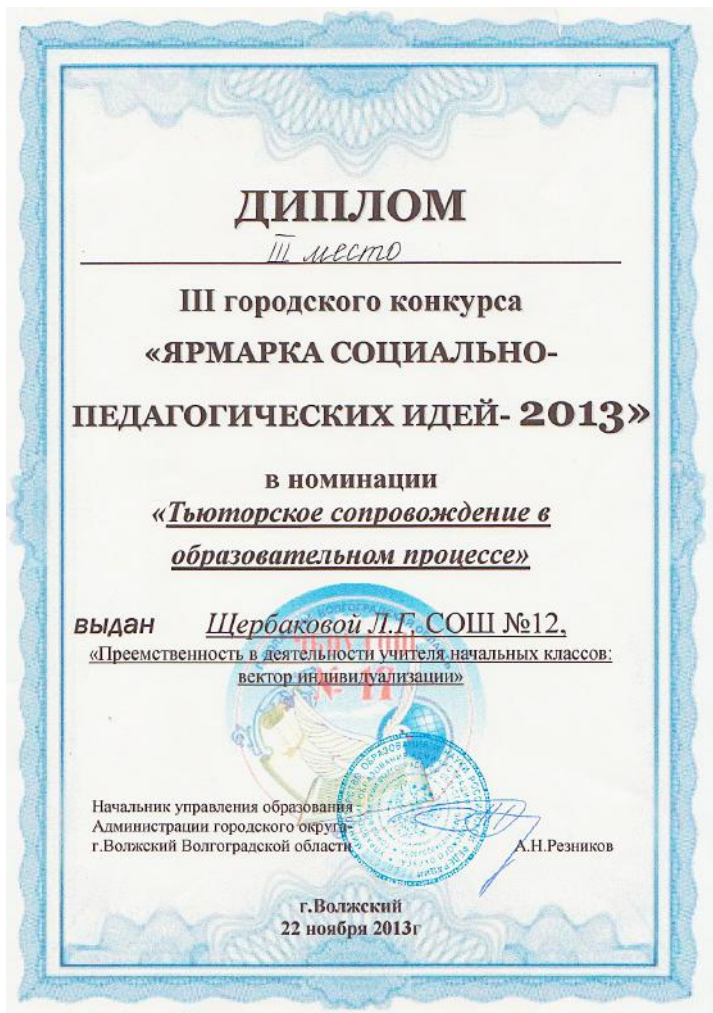 ДИПЛОМ
III место
III городского конкурса
«ЯРМАРКА СОЦИАЛЬНО-
ПЕДАГОГИЧЕСКИХ ИДЕЙ- 2013»
в номинации
«Тьюторское сопровождение в
образовательном процессе»
выдан Щербаковой Л.Г. СОШ №12,
«Преемственность в деятельности учителя начальных классов:
вектор индивидуализации»
Начальник управления образования
Администрации городского округа-
г.Волжский Волгоградской области
А.Н.Резников
г.Волжский
22 ноября 2013г